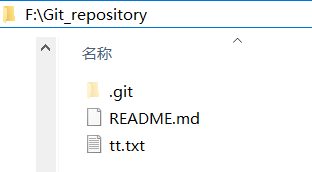 F:\Git_repository
名称
.git
README.md
tt.txt